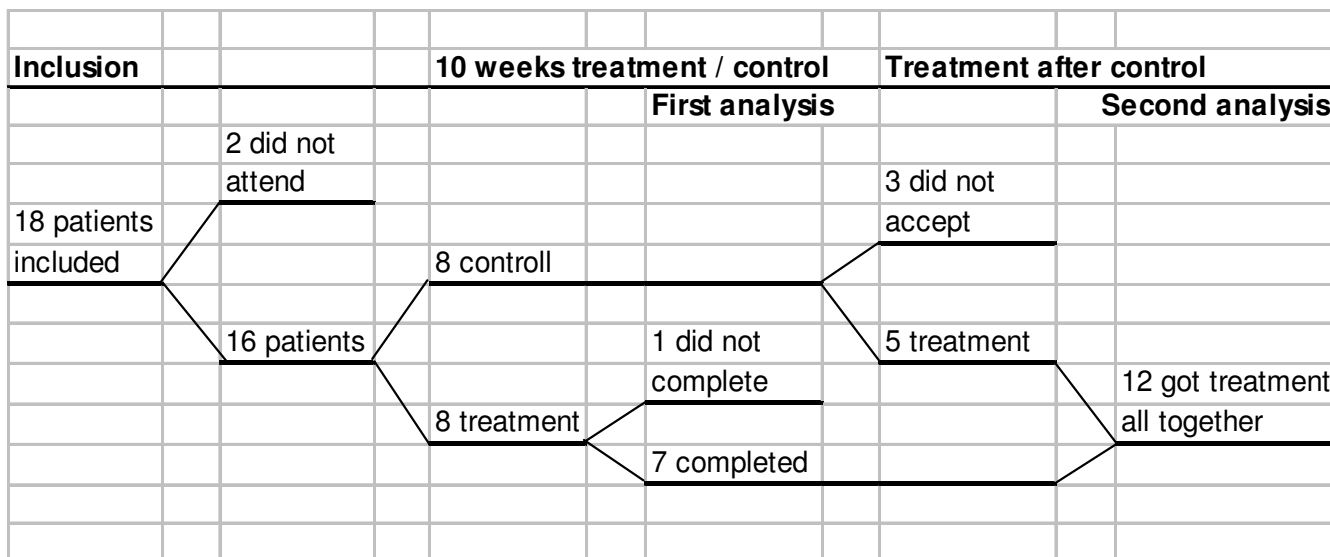 Inclusion 10 weeks treatment / control Treatment after control
First analysis Second analysis
2 did not
attend
18 patients
included
16 patients
8 controll
8 treatment
1 did not
complete
7 completed
3 did not
accept
5 treatment
12 got treatment
all together